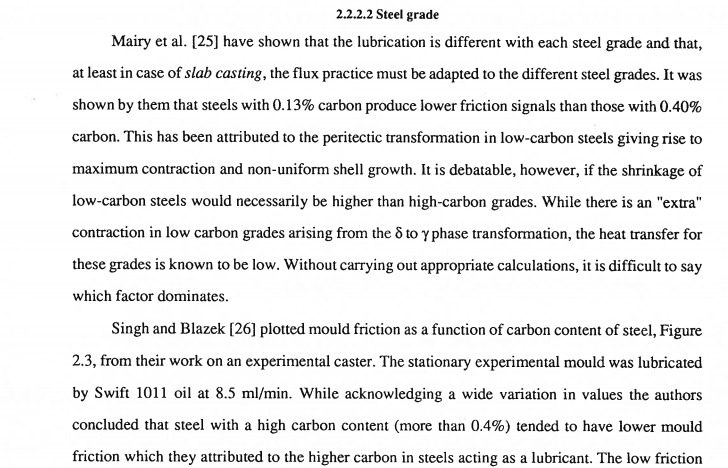 2.2.2.2 Steel grade
Mairy et al. [25] have shown that the lubrication is different with each steel grade and that,
at least in case of slab casting, the flux practice must be adapted to the different steel grades. It was
shown by them that steels with 0.13% carbon produce lower friction signals than those with 0.40%
carbon. This has been attributed to the peritectic transformation in low-carbon steels giving rise to
maximum contraction and non-uniform shell growth. It is debatable, however, if the shrinkage of
low-carbon steels would necessarily be higher than high-carbon grades. While there is an "extra"
contraction in low carbon grades arising from the δ to γ phase transformation, the heat transfer for
these grades is known to be low. Without carrying out appropriate calculations, it is difficult to say
which factor dominates.
Singh and Blazek [26] plotted mould friction as a function of carbon content of steel, Figure
2.3, from their work on an experimental caster. The stationary experimental mould was lubricated
by Swift 1011 oil at 8.5 ml/min. While acknowledging a wide variation in values the authors
concluded that steel with a high carbon content (more than 0.4%) tended to have lower mould
friction which they attributed to the higher carbon in steels acting as a lubricant. The low friction